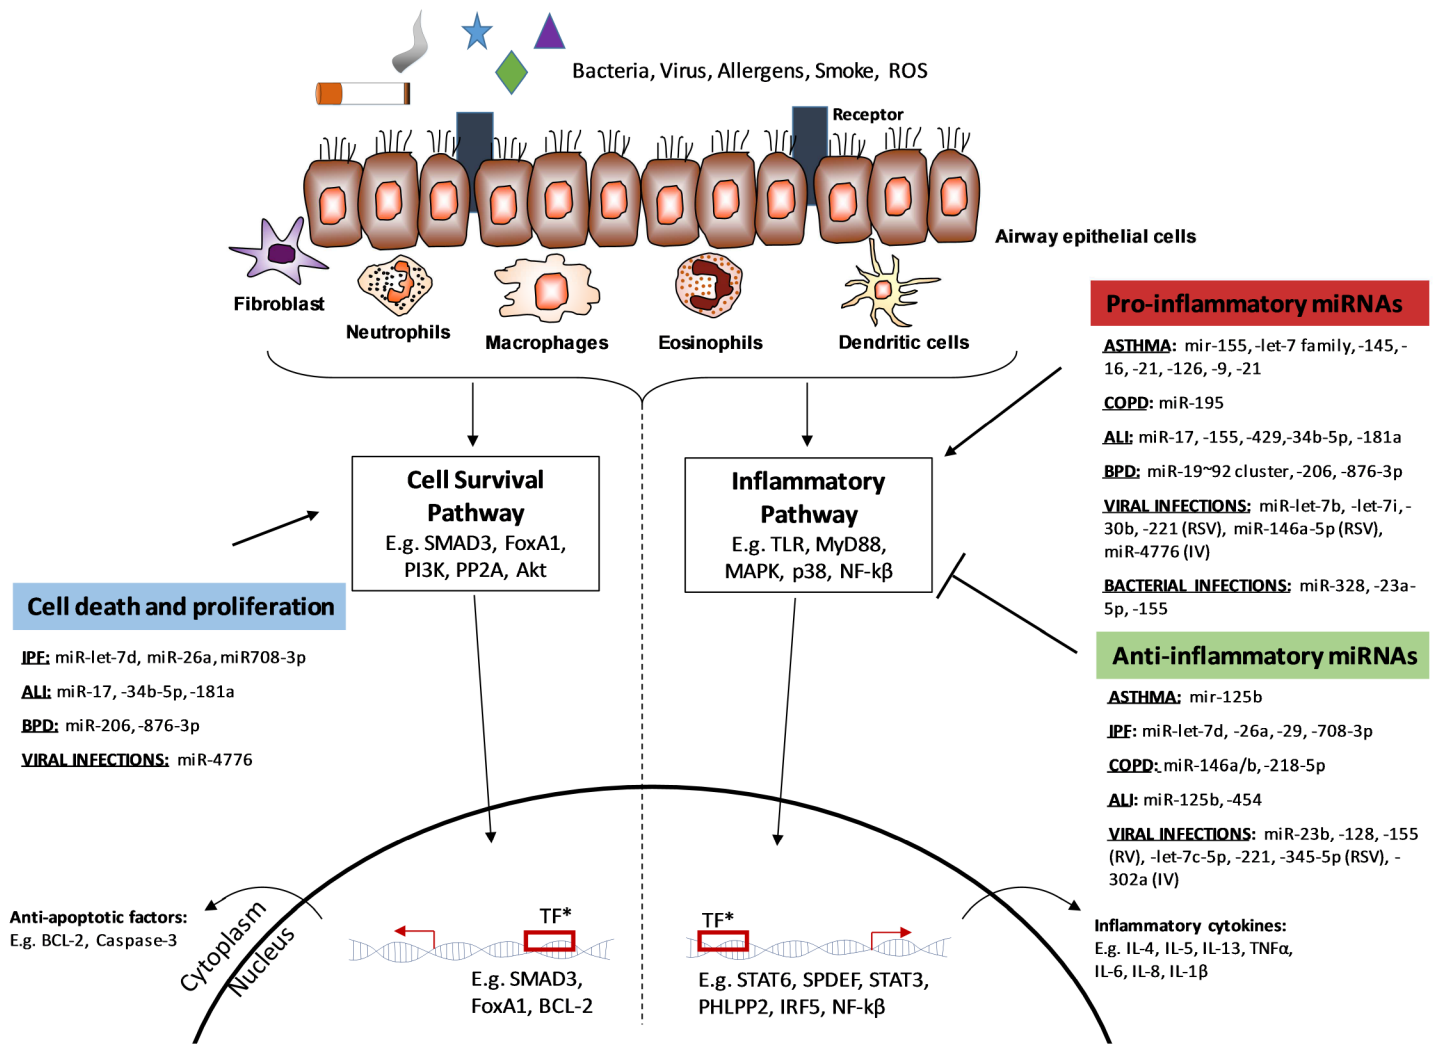 Bacteria, Virus, Allergens, Smoke, ROS
Receptor
Airway epithelial cells
Fibroblast
Neutrophils
Macrophages
Eosinophils
Dendritic cells
Cell Survival
Pathway
E.g. SMAD3, FoxA1,
PI3K, PP2A, Akt
Inflammatory
Pathway
E.g. TLR, MyD88,
MAPK, p38, NF-kβ
Pro-inflammatory miRNAs
ASTHMA: mir-155, -let-7 family, -145, -
16, -21, -126, -9, -21
COPD: miR-195
ALI: miR-17, -155, -429,-34b-5p, -181a
BPD: miR-19~92 cluster, -206, -876-3p
VIRAL INFECTIONS: miR-let-7b, -let-7i, -
30b, -221 (RSV), miR-146a-5p (RSV),
miR-4776 (IV)
BACTERIAL INFECTIONS: miR-328, -23a-
5p, -155
Anti-inflammatory miRNAs
ASTHMA: mir-125b
IPF: miR-let-7d, -26a, -29, -708-3p
COPD: miR-146a/b, -218-5p
ALI: miR-125b, -454
VIRAL INFECTIONS: miR-23b, -128, -155
(RV), -let-7c-5p, -221, -345-5p (RSV), -
302a (IV)
Cell death and proliferation
IPF: miR-let-7d, miR-26a, miR708-3p
ALI: miR-17, -34b-5p, -181a
BPD: miR-206, -876-3p
VIRAL INFECTIONS: miR-4776
Anti-apoptotic factors:
E.g. BCL-2, Caspase-3
Cytoplasm
Nucleus
TF*
E.g. SMAD3,
FoxA1, BCL-2
TF*
E.g. STAT6, SPDEF, STAT3,
PHLPP2, IRF5, NF-kβ
Inflammatory cytokines:
E.g. IL-4, IL-5, IL-13, TNFα,
IL-6, IL-8, IL-1β